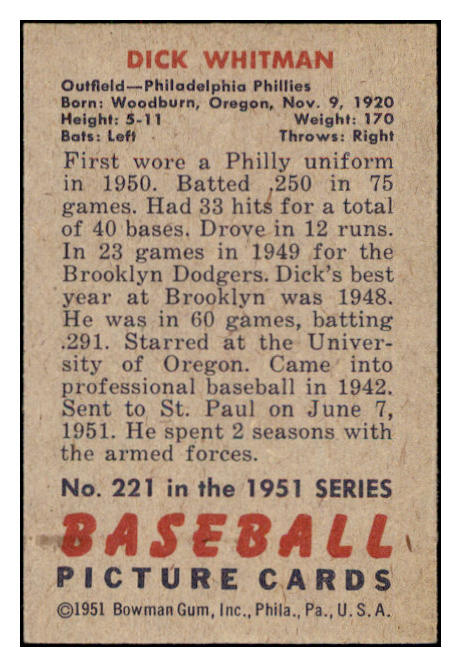 DICK WHITMAN
Outfield—Philadelphia Phillies
Born: Woodburn, Oregon, Nov. 9, 1920
Height: 5-11 Weight: 170
Bats: Left Throws: Right
First wore a Philly uniform
in 1950. Batted .250 in 75
games. Had 33 hits for a total
of 40 bases. Drove in 12 runs.
In 23 games in 1949 for the
Brooklyn Dodgers. Dick's best
year at Brooklyn was 1948.
He was in 60 games, batting
.291. Starred at the Univer-
sity of Oregon. Came into
professional baseball in 1942.
Sent to St. Paul on June 7,
1951. He spent 2 seasons with
the armed forces.
No. 221 in the 1951 SERIES
BASEBALL
PICTURE CARDS
©1951 Bowman Gum, Inc., Phila., Pa., U. S. A.